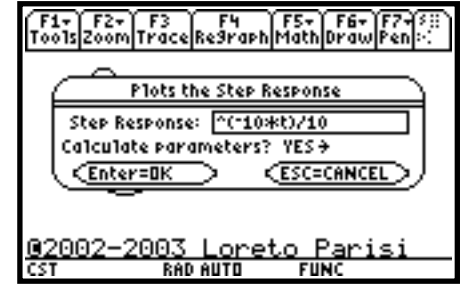 F1▾ F2▾ F3 F4 F5▾ F6▾ F7▾
Tools Zoom Trace ReGraph Math Draw Pen
Plots the Step Response
Step Response: ^(⁻10*t)/10
Calculate parameters? YES→
Enter=OK ESC=CANCEL
@2002-2003 Loreto Parisi
CST RAD AUTO FUNC